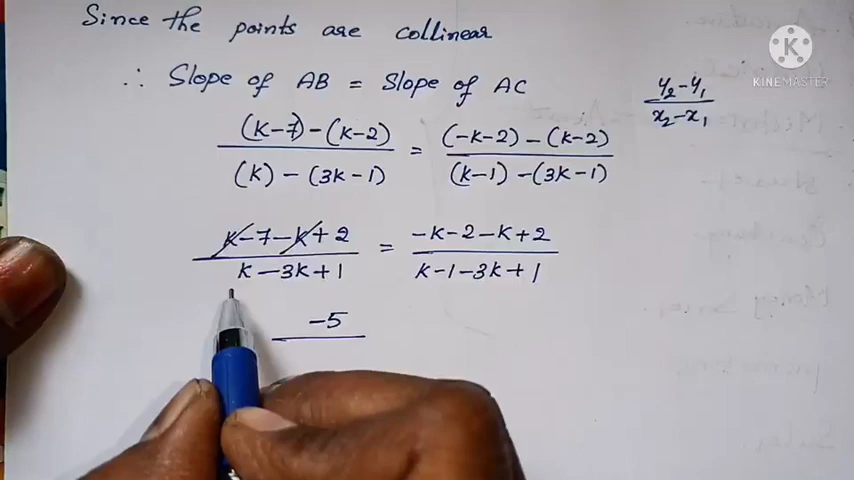 Since the points are collinear
∴ Slope of AB = Slope of AC
y₂-y₁ / x₂-x₁
KINEMASTER
(k-7)-(k-2) / (k)-(3k-1) = (-k-2)-(k-2) / (k-1)-(3k-1)
k-7-k+2 / k-3k+1 = -k-2-k+2 / k-1-3k+1
-5